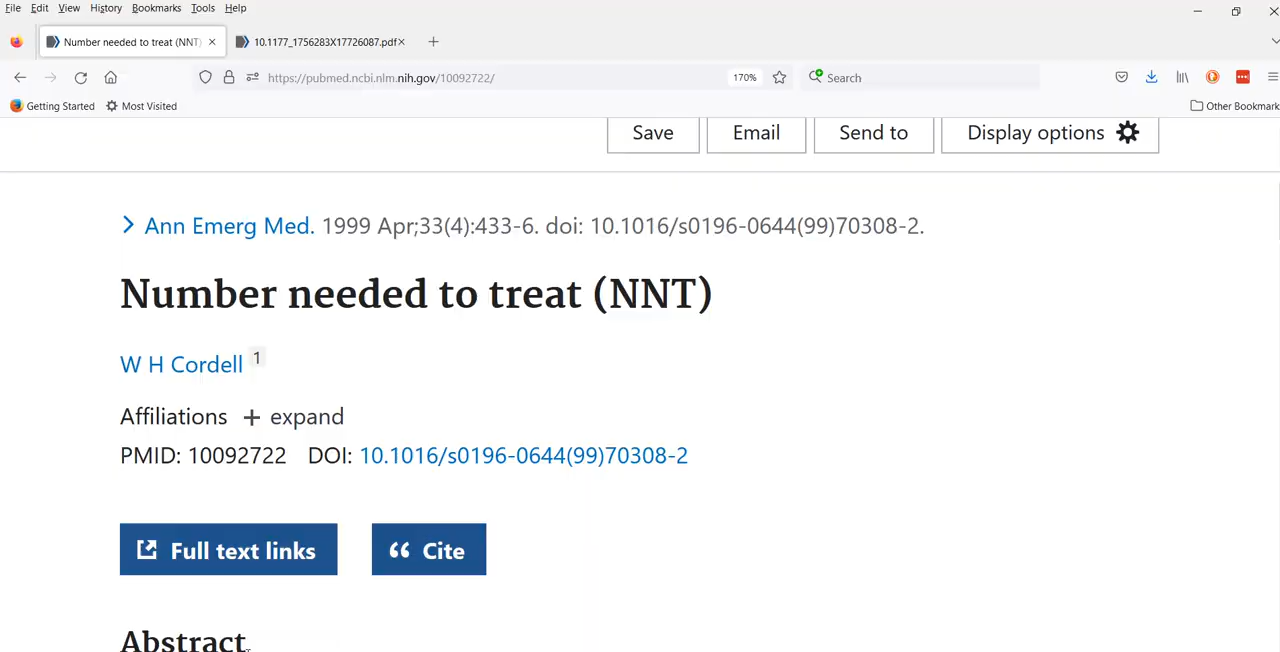 File Edit View History Bookmarks Tools Help
Number needed to treat (NNT) 10.1177_1756283X17726087.pdf
https://pubmed.ncbi.nlm.nih.gov/10092722/ 170% Search
Getting Started Most Visited Other Bookmark
Save Email Send to Display options
Ann Emerg Med. 1999 Apr;33(4):433-6. doi: 10.1016/s0196-0644(99)70308-2.
Number needed to treat (NNT)
W H Cordell 1
Affiliations + expand
PMID: 10092722 DOI: 10.1016/s0196-0644(99)70308-2
Full text links Cite
Abstract